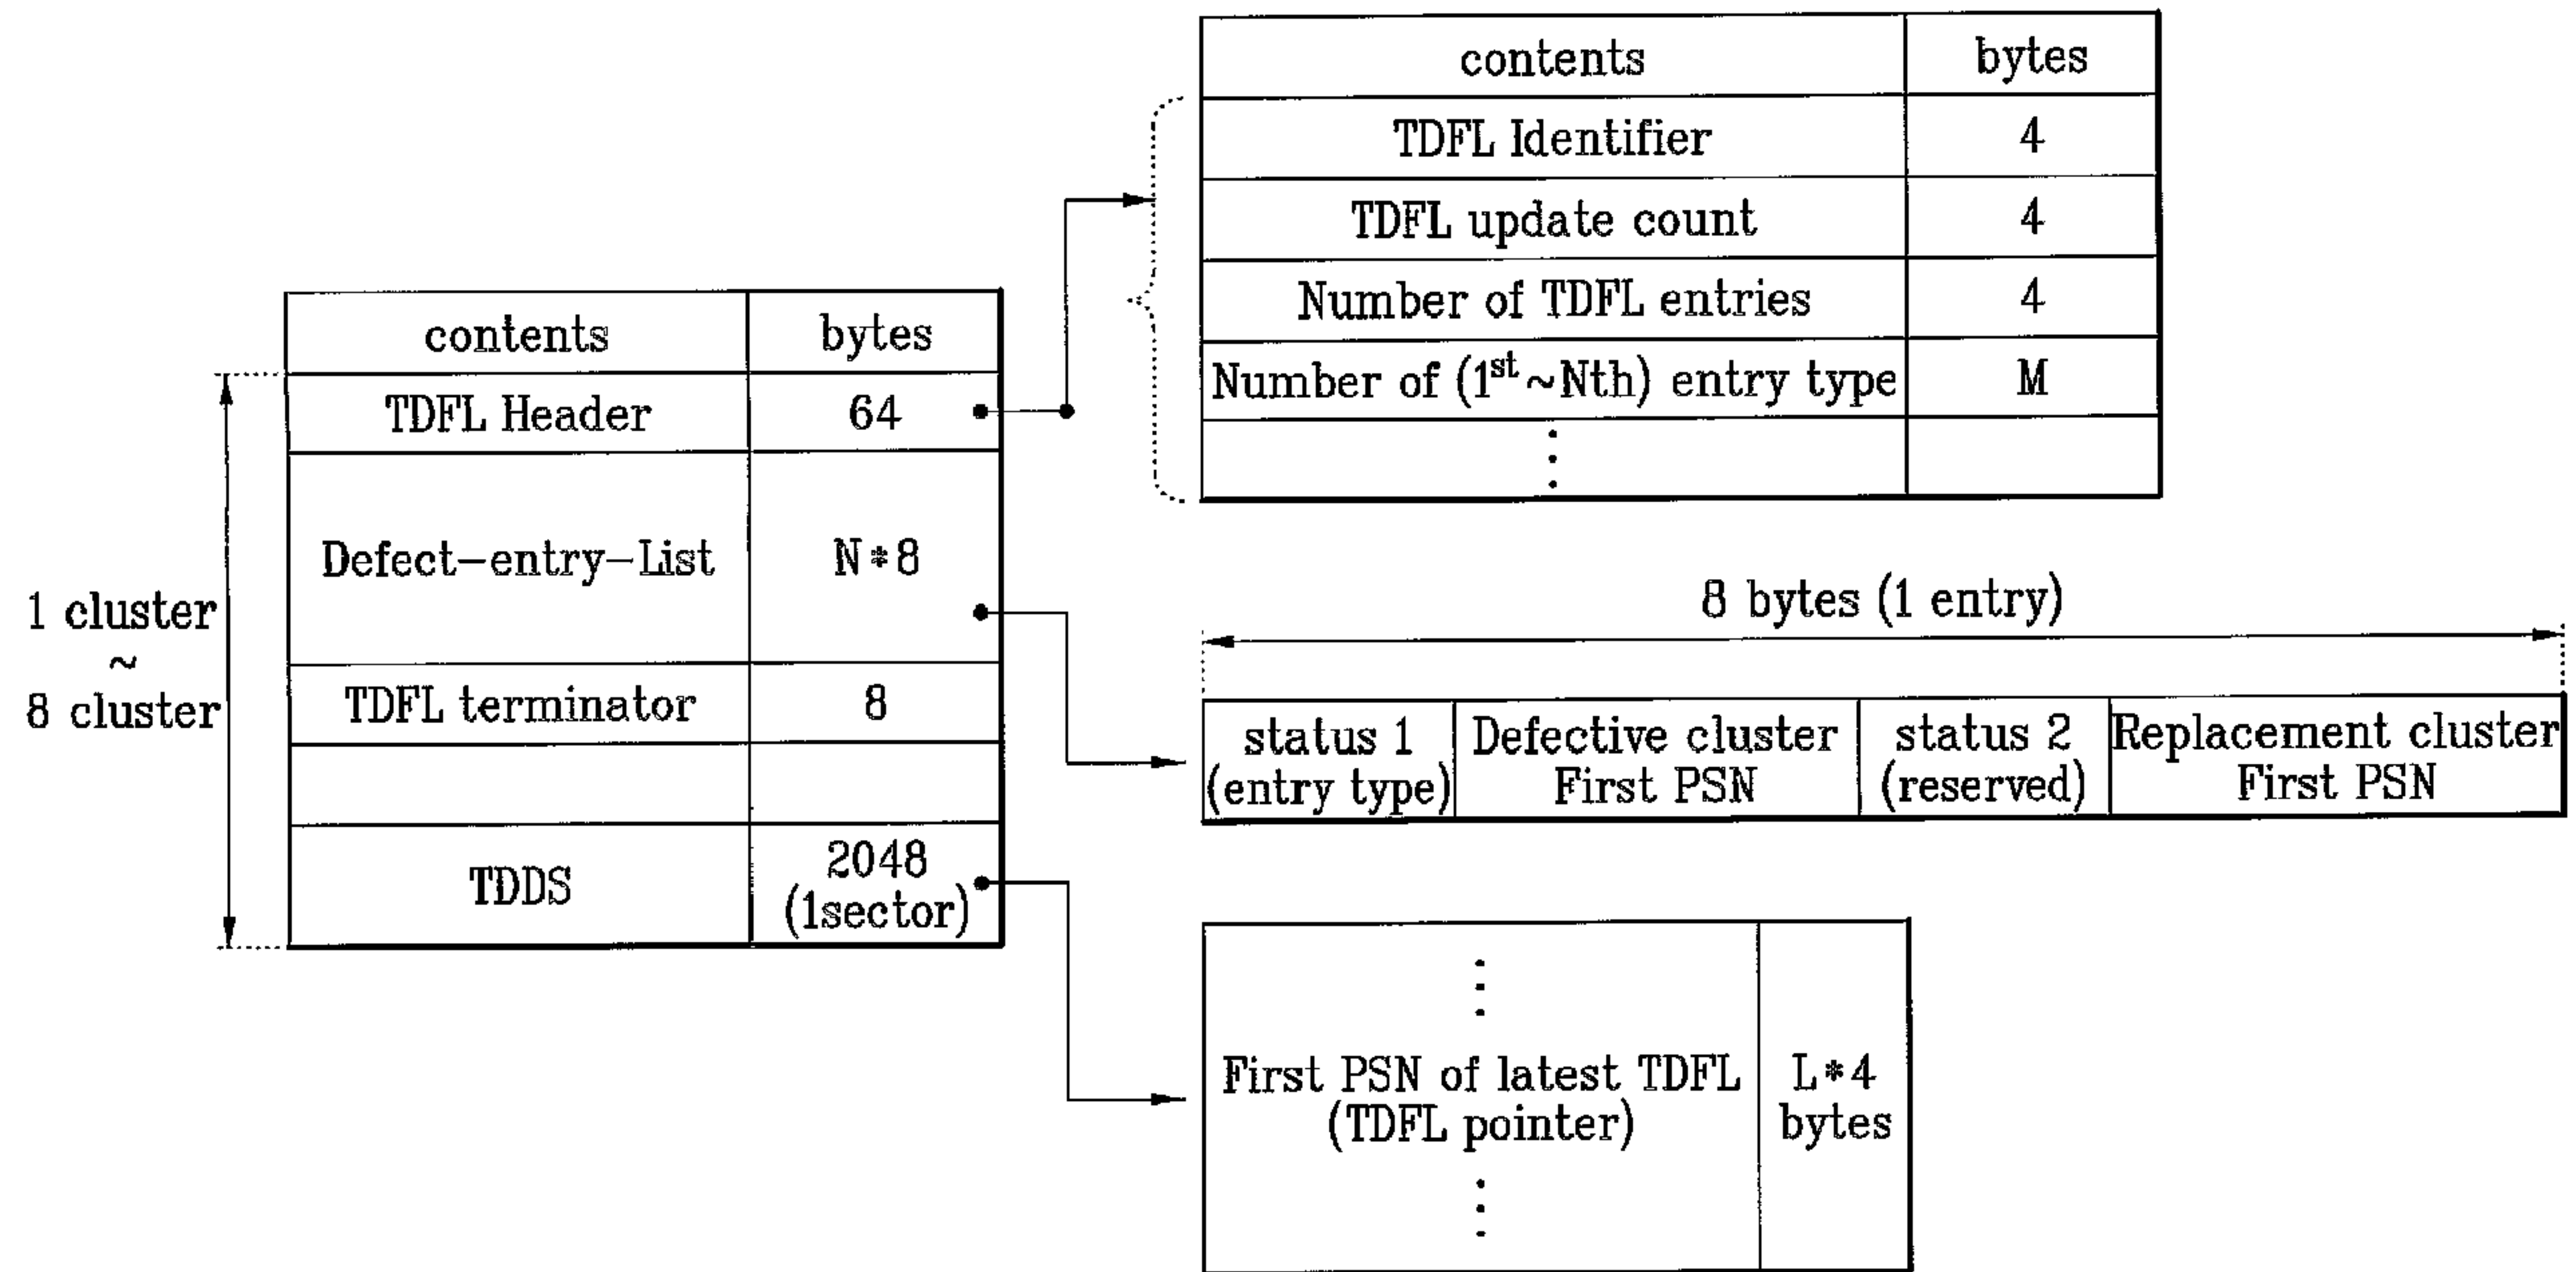 contents bytes
TDFL Identifier 4
TDFL update count 4
Number of TDFL entries 4
Number of (1st~Nth) entry type M
contents bytes
TDFL Header 64
Defect-entry-List N*8
TDFL terminator 8
TDDS 2048
(1sector)
1 cluster
~
8 cluster
8 bytes (1 entry)
status 1
(entry type)
Defective cluster
First PSN
status 2
(reserved)
Replacement cluster
First PSN
First PSN of latest TDFL
(TDFL pointer)
L*4
bytes